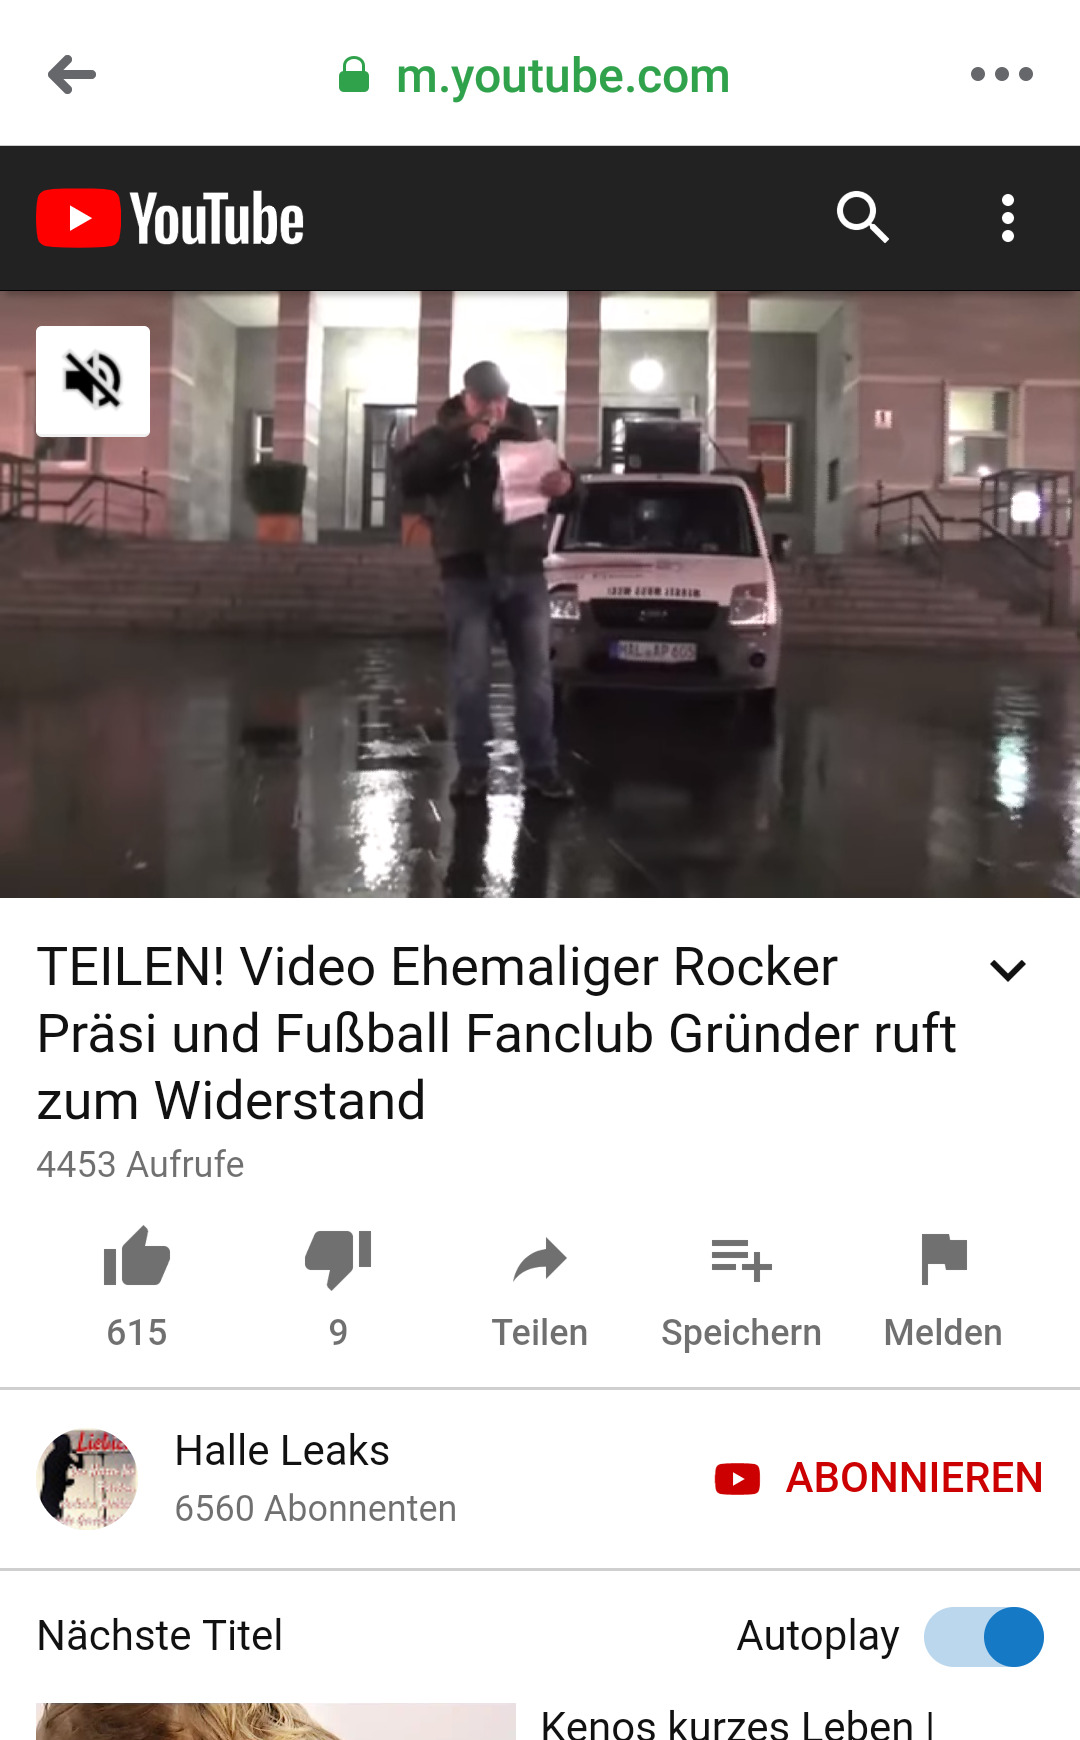 m.youtube.com
YouTube
TEILEN! Video Ehemaliger Rocker
Präsi und Fußball Fanclub Gründer ruft
zum Widerstand
4453 Aufrufe
615
9
Teilen
Speichern
Melden
Halle Leaks
6560 Abonnenten
ABONNIEREN
Nächste Titel
Autoplay
Kenos kurzes Leben |